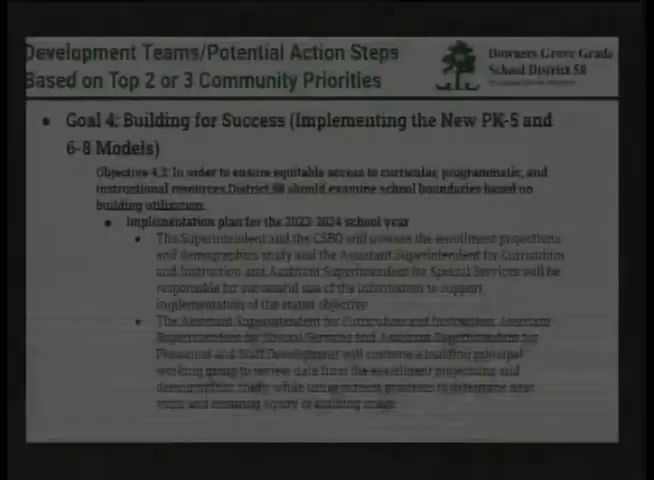 Development Teams/Potential Action Steps
Based on Top 2 or 3 Community Priorities
Downers Grove Grade
School District 58
• Goal 4: Building for Success (Implementing the New PK-5 and
6-8 Models)
Objective 4.2: In order to ensure equitable access to curricular, programmatic, and
instructional resources, District 58 should examine school boundaries based on
building utilization.
• Implementation plan for the 2023-2024 school year
• The Superintendent and the CSBO will oversee the enrollment projections
and demographics study and the Assistant Superintendent for Curriculum
and Instruction and Assistant Superintendent for Special Services will be
responsible for successful use of the information to support
implementation of the stated objective
• The Assistant Superintendent for Curriculum and Instruction, Assistant
Superintendent for Special Services and Assistant Superintendent for
Personnel and Staff Development will convene a building principal
working group to review data from the enrollment projections and
demographic study, while using current practices to determine next
steps and ensuring equity in building usage